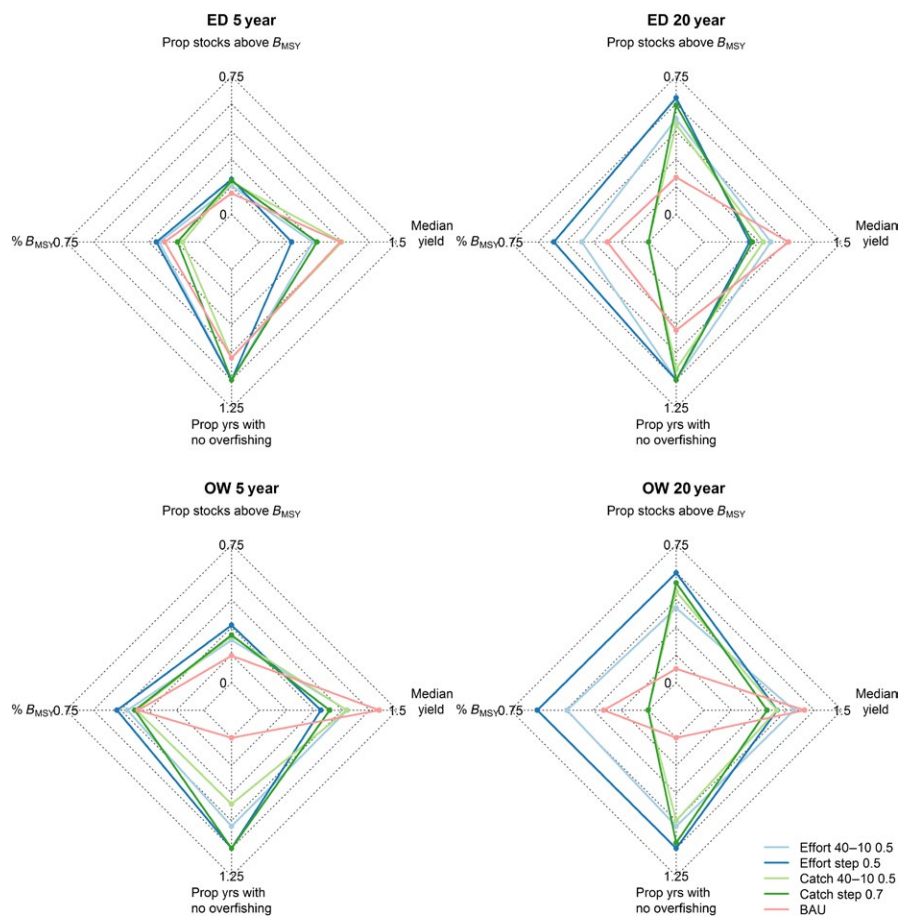 ED 5 year
Prop stocks above BMSY
0.75
0
Median
yield
% BMSY 0.75
1.5
1.25
Prop yrs with
no overfishing
ED 20 year
Prop stocks above BMSY
0.75
0
Median
yield
% BMSY 0.75
1.5
1.25
Prop yrs with
no overfishing
OW 5 year
Prop stocks above BMSY
0.75
0
Median
yield
% BMSY 0.75
1.5
1.25
Prop yrs with
no overfishing
OW 20 year
Prop stocks above BMSY
0.75
0
Median
yield
% BMSY 0.75
1.5
1.25
Prop yrs with
no overfishing
Effort 40–10 0.5
Effort step 0.5
Catch 40–10 0.5
Catch step 0.7
BAU